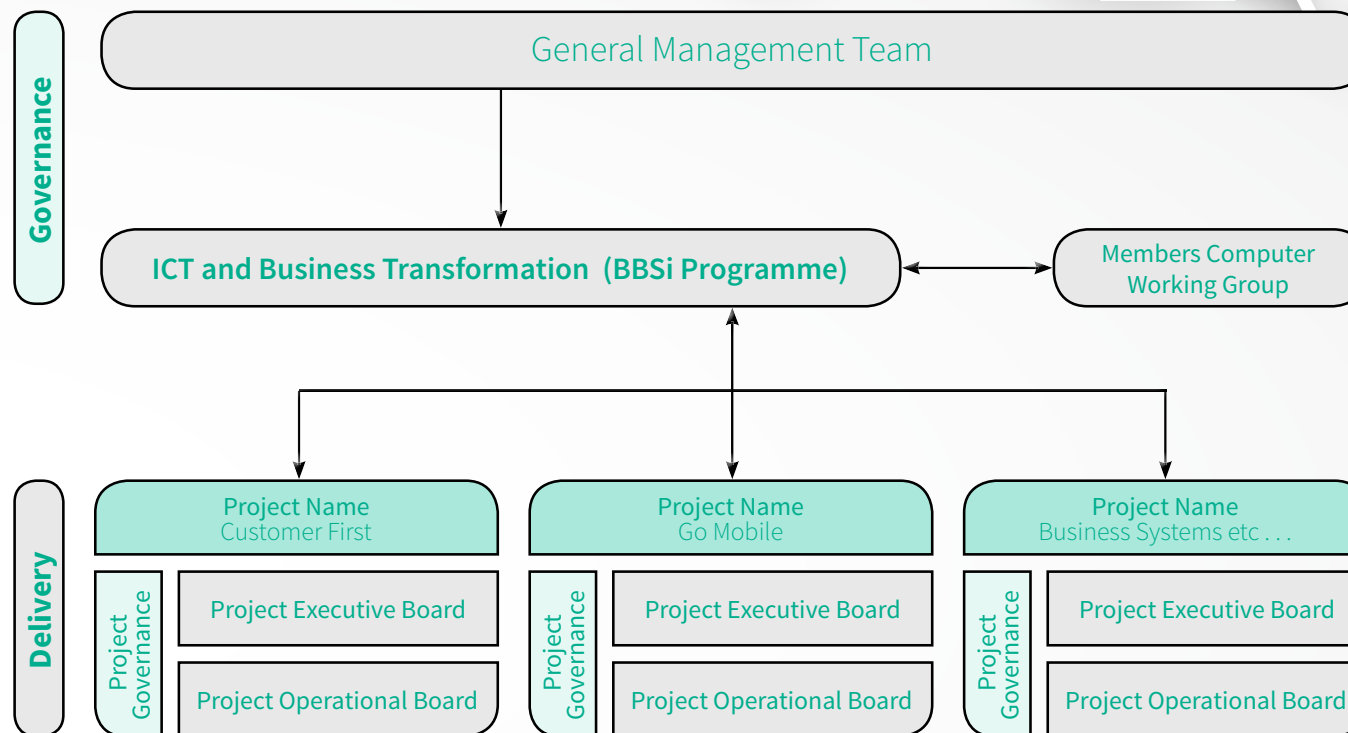 Governance
General Management Team
ICT and Business Transformation (BBSi Programme)
Members Computer
Working Group
Delivery
Project Name
Customer First
Project
Governance
Project Executive Board
Project Operational Board
Project Name
Go Mobile
Project
Governance
Project Executive Board
Project Operational Board
Project Name
Business Systems etc . . .
Project
Governance
Project Executive Board
Project Operational Board